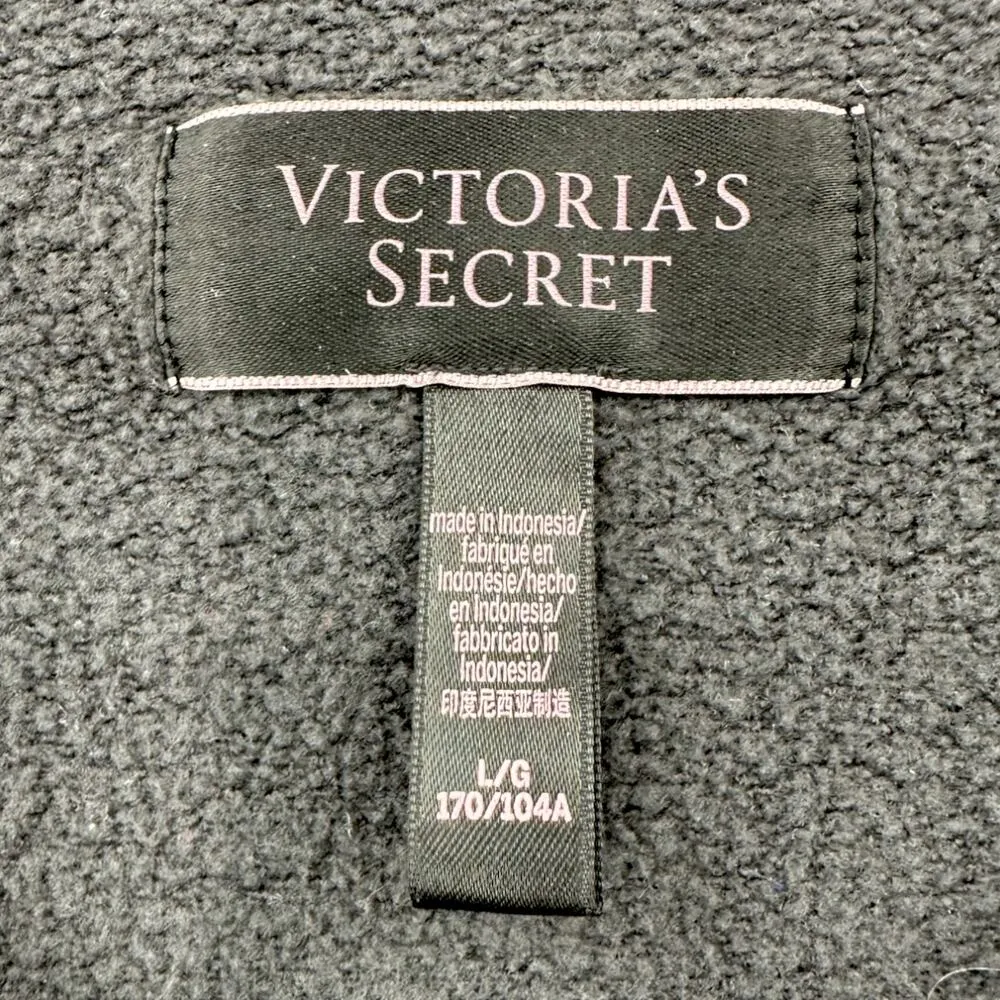 VICTORIA'S
SECRET
made in Indonesia/
fabriqué en
Indonésie/hecho
en Indonesia/
fabbricato in
Indonesia/
印度尼西亚制造
L/G
170/104A